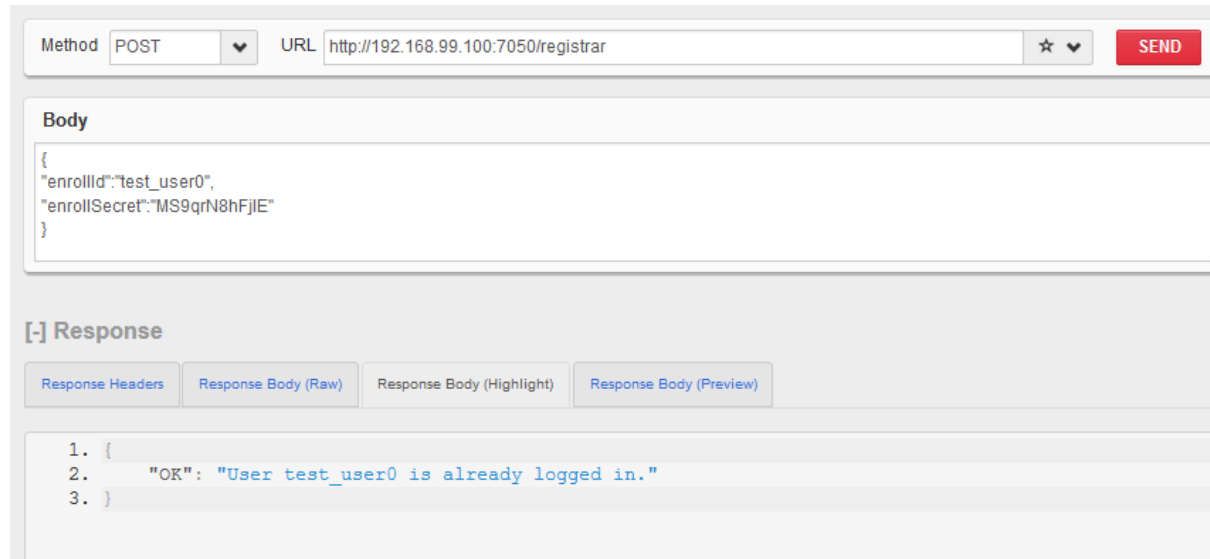 Method POST URL http://192.168.99.100:7050/registrar SEND
Body
{
"enrollId":"test_user0",
"enrollSecret":"MS9qrN8hFjlE"
}
[-] Response
Response Headers Response Body (Raw) Response Body (Highlight) Response Body (Preview)
1. {
2. "OK": "User test_user0 is already logged in."
3. }